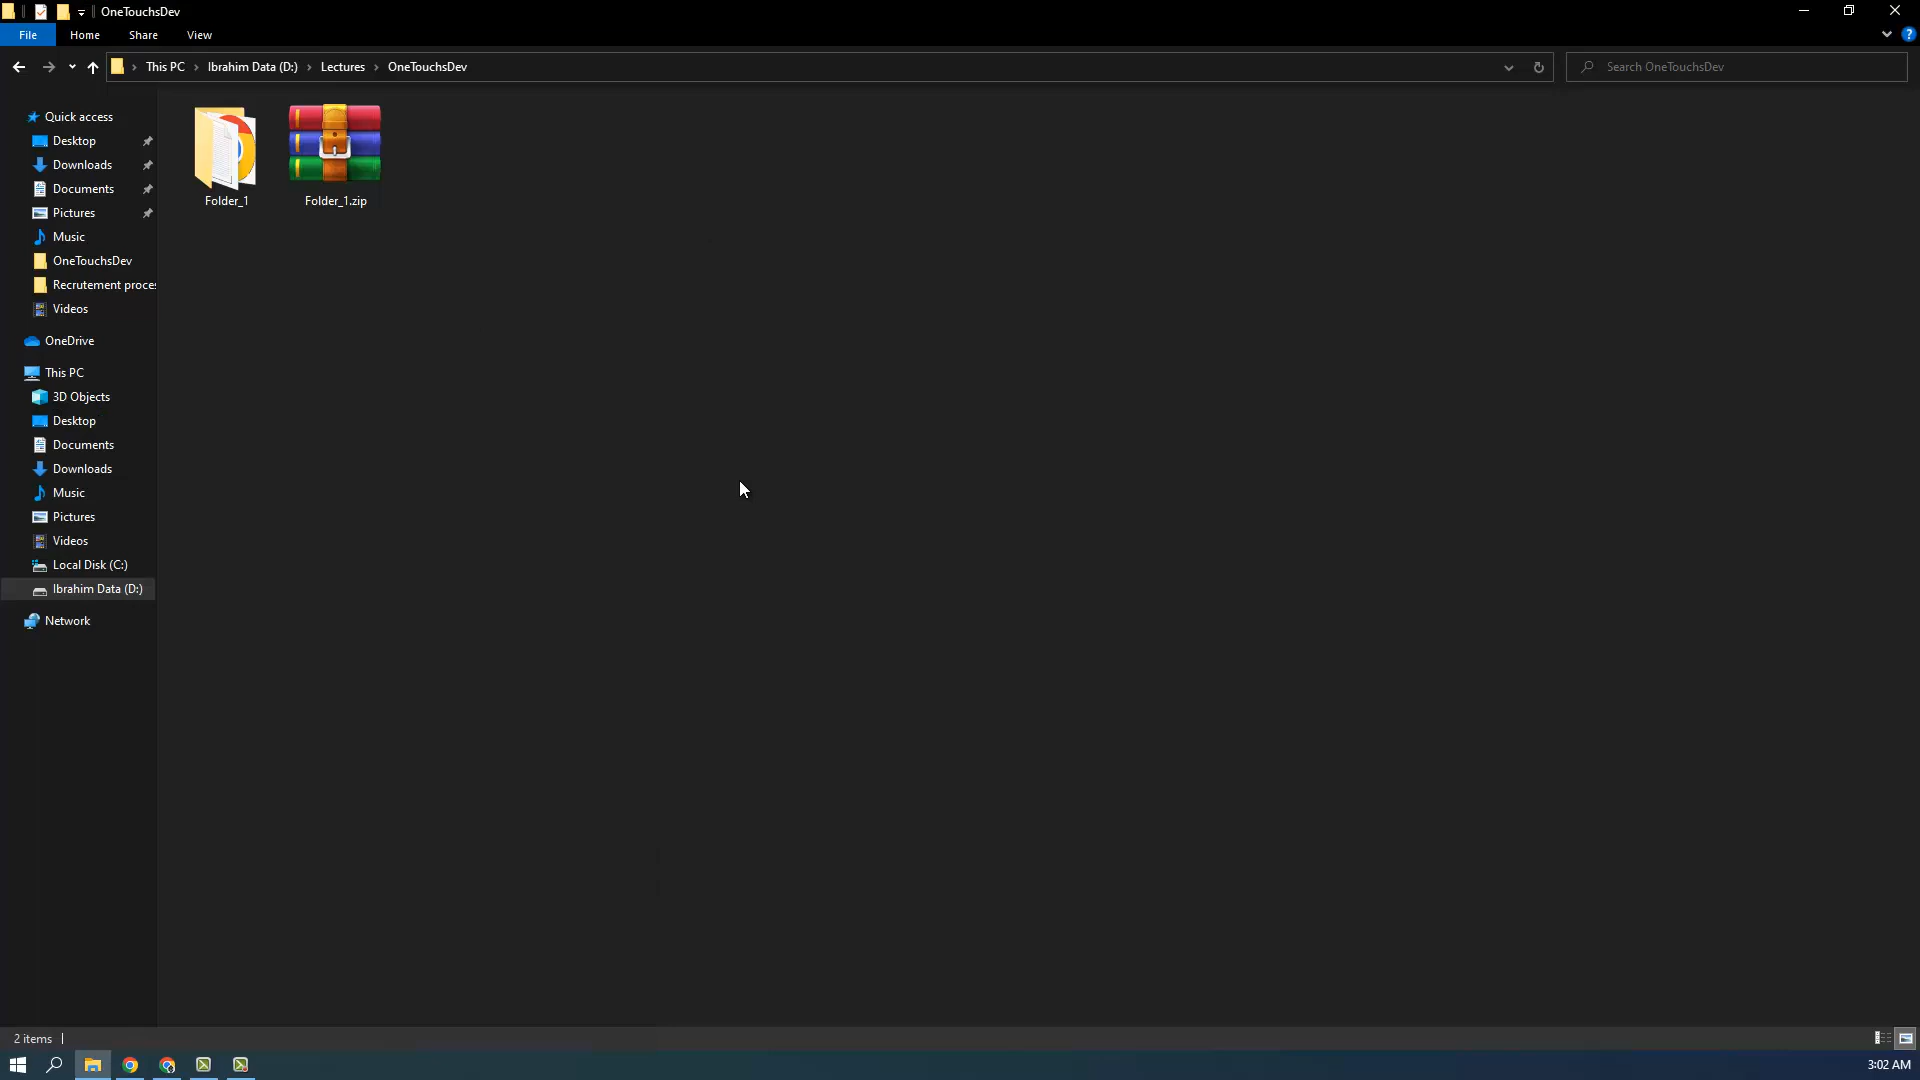 OneTouchsDev
File Home Share View
This PC Ibrahim Data (D:) Lectures OneTouchsDev
Search OneTouchsDev
Quick access
Desktop
Downloads
Documents
Pictures
Music
OneTouchsDev
Recrutement proces
Videos
OneDrive
This PC
3D Objects
Desktop
Documents
Downloads
Music
Pictures
Videos
Local Disk (C:)
Ibrahim Data (D:)
Network
Folder_1
Folder_1.zip
2 items
3:02 AM